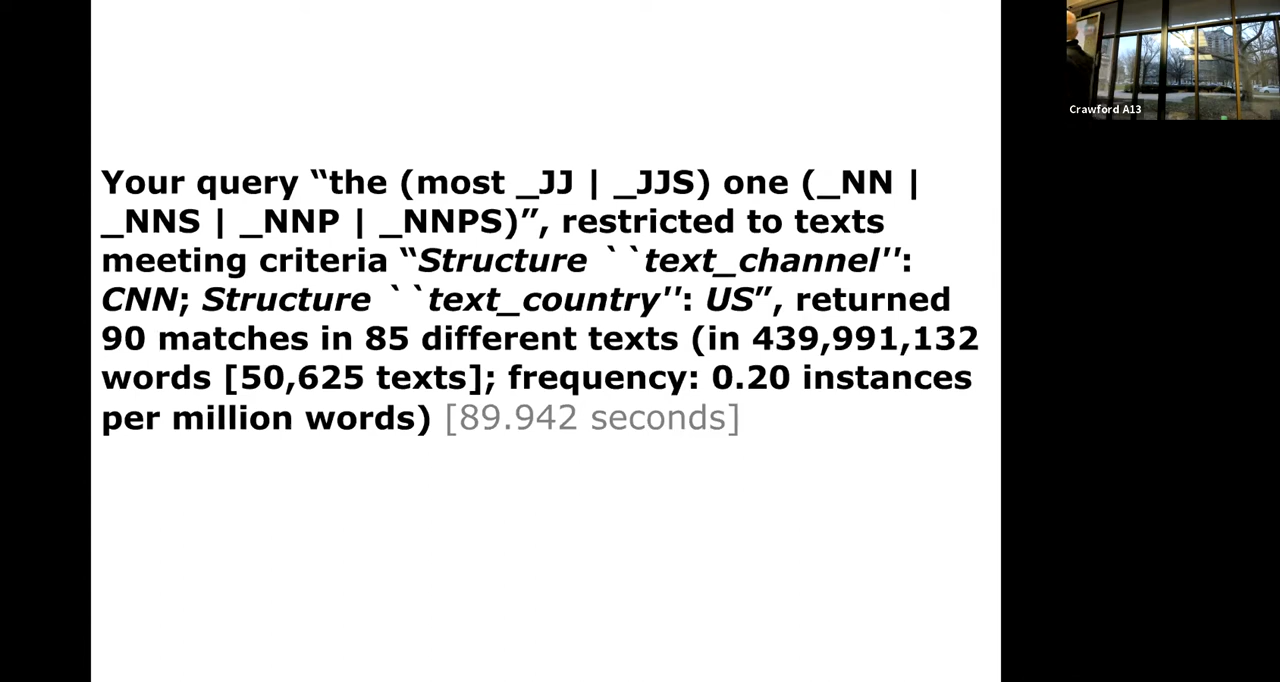 Your query “the (most _JJ | _JJS) one (_NN |
_NNS | _NNP | _NNPS)”, restricted to texts
meeting criteria “Structure ``text_channel'':
CNN; Structure ``text_country'': US”, returned
90 matches in 85 different texts (in 439,991,132
words [50,625 texts]; frequency: 0.20 instances
per million words) [89.942 seconds]
Crawford A13